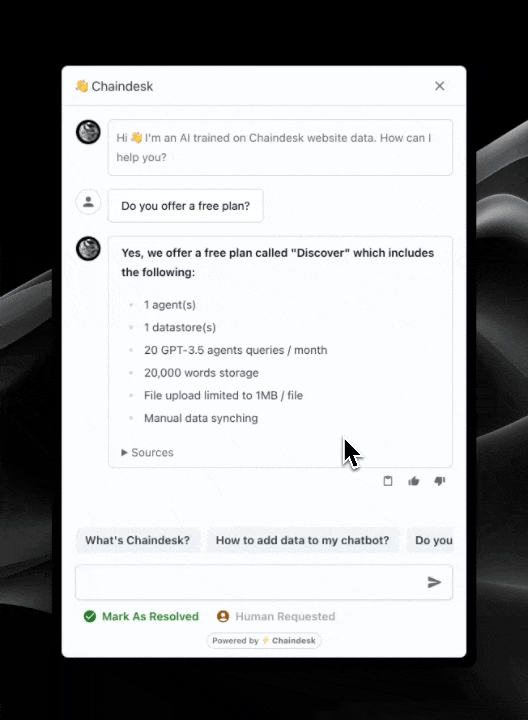 👋 Chaindesk
Hi 👋 I'm an AI trained on Chaindesk website data. How can I
help you?
Do you offer a free plan?
Yes, we offer a free plan called "Discover" which includes
the following:
1 agent(s)
1 datastore(s)
20 GPT-3.5 agents queries / month
20,000 words storage
File upload limited to 1MB / file
Manual data synching
Sources
What's Chaindesk? How to add data to my chatbot? Do you
Mark As Resolved Human Requested
Powered by ⚡ Chaindesk